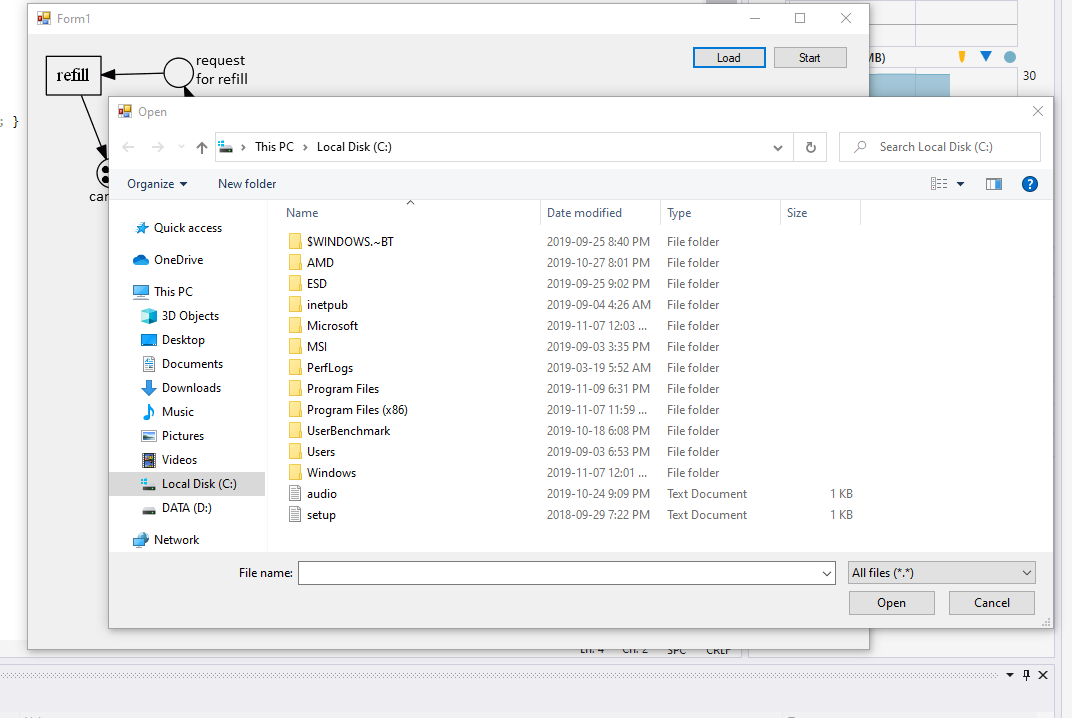 Form1
request
for refill
refill
Load
Start
MB)
30
; }
Open
This PC
Local Disk (C:)
Search Local Disk (C:)
Organize
New folder
?
Name Date modified Type Size
Quick access
OneDrive
This PC
3D Objects
Desktop
Documents
Downloads
Music
Pictures
Videos
Local Disk (C:)
DATA (D:)
Network
$WINDOWS.~BT 2019-09-25 8:40 PM File folder
AMD 2019-10-27 8:01 PM File folder
ESD 2019-09-25 9:02 PM File folder
inetpub 2019-09-04 4:26 AM File folder
Microsoft 2019-11-07 12:03 ... File folder
MSI 2019-09-03 3:35 PM File folder
PerfLogs 2019-03-19 5:52 AM File folder
Program Files 2019-11-09 6:31 PM File folder
Program Files (x86) 2019-11-07 11:59 ... File folder
UserBenchmark 2019-10-18 6:08 PM File folder
Users 2019-09-03 6:53 PM File folder
Windows 2019-11-07 12:01 ... File folder
audio 2019-10-24 9:09 PM Text Document 1 KB
setup 2018-09-29 7:22 PM Text Document 1 KB
can
File name:
All files (*.*)
Open
Cancel
Ln: 4 Ch: 2 SPC CRLF